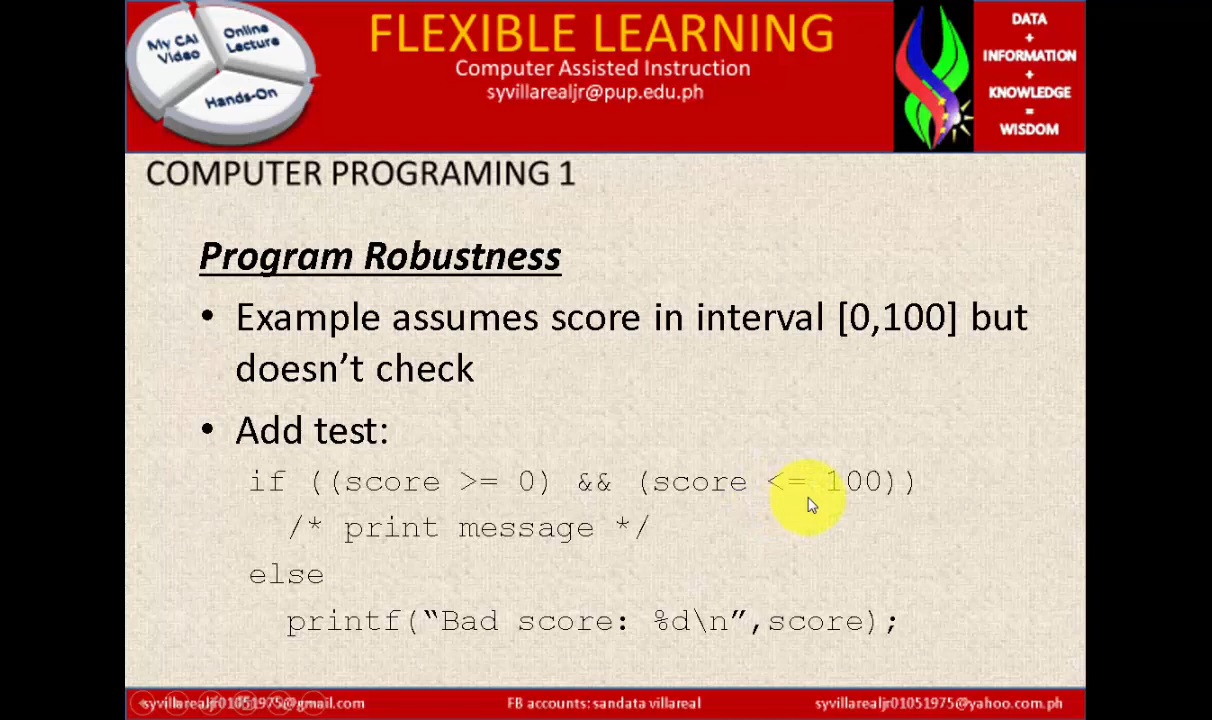 My CAI
Video
Online
Lecture
Hands-On
FLEXIBLE LEARNING
Computer Assisted Instruction
syvillarealjr@pup.edu.ph
DATA
+
INFORMATION
+
KNOWLEDGE
=
WISDOM
COMPUTER PROGRAMING 1
Program Robustness
• Example assumes score in interval [0,100] but
doesn’t check
• Add test:
if ((score >= 0) && (score <= 100))
/* print message */
else
printf(“Bad score: %d\n”,score);
syvillarealjr01051975@gmail.com
FB accounts: sandata villareal
syvillarealjr01051975@yahoo.com.ph